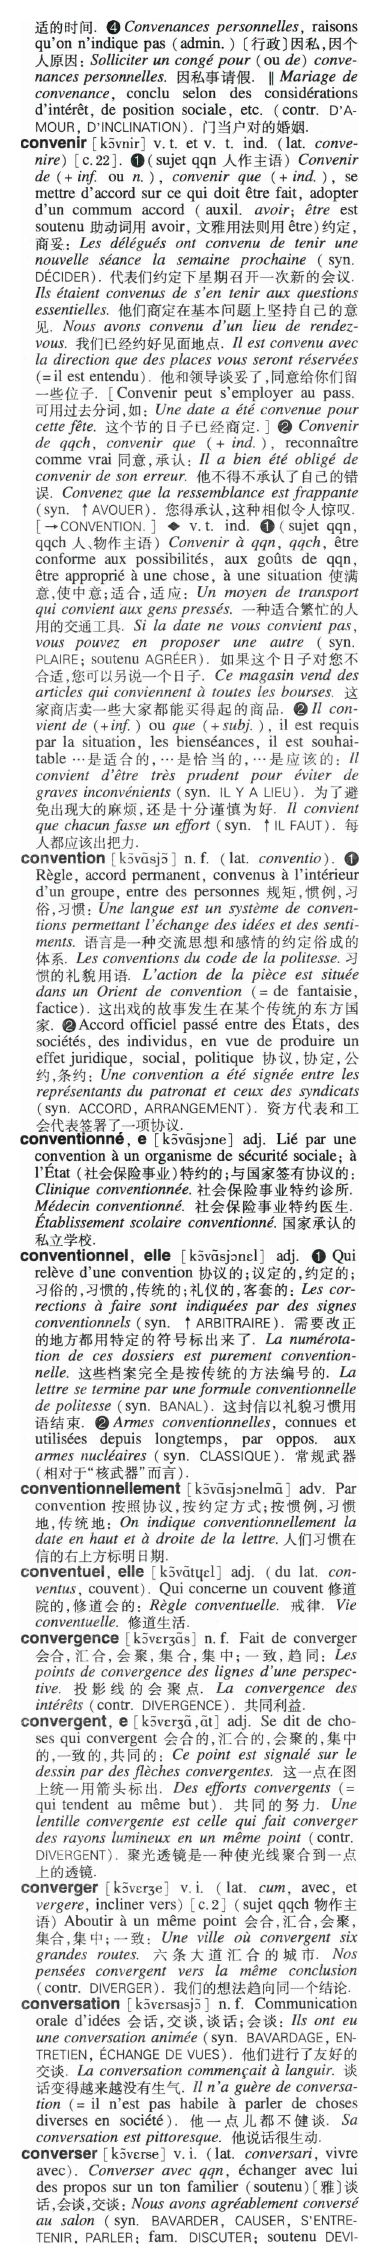 适的时间. ❹ Convenances personnelles, raisons
qu'on n'indique pas (admin.) [行政]因私,因个
人原因: Solliciter un congé pour (ou de) conve-
nances personnelles. 因私事请假. ‖ Mariage de
convenance, conclu selon des considérations
d'intérêt, de position sociale, etc. (contr. D'A-
MOUR, D'INCLINATION). 门当户对的婚姻.
convenir [kɔ̃vnir] v. t. et v. t. ind. (lat. conve-
nire) [c.22]. ❶(sujet qqn 人作主语) Convenir
de (+ inf. ou n.), convenir que (+ ind.), se
mettre d'accord sur ce qui doit être fait, adopter
d'un commum accord (auxil. avoir; être est
soutenu 助动词用 avoir, 文雅用法则用 être)约定,
商妥: Les délégués ont convenu de tenir une
nouvelle séance la semaine prochaine (syn.
DÉCIDER). 代表们约定下星期召开一次新的会议.
Ils étaient convenus de s'en tenir aux questions
essentielles. 他们商定在基本问题上坚持自己的意
见. Nous avons convenu d'un lieu de rendez-
vous. 我们已经约好见面地点. Il est convenu avec
la direction que des places vous seront réservées
(=il est entendu). 他和领导谈妥了,同意给你们留
一些位子. [Convenir peut s'employer au pass.
可用过去分词,如: Une date a été convenue pour
cette fête. 这个节的日子已经商定.] ❷ Convenir
de qqch, convenir que (+ ind.), reconnaître
comme vrai 同意,承认: Il a bien été obligé de
convenir de son erreur. 他不得不承认了自己的错
误. Convenez que la ressemblance est frappante
(syn. ↑AVOUER). 您得承认,这种相似令人惊叹.
[→CONVENTION.] ◆ v. t. ind. ❶(sujet qqn,
qqch 人、物作主语) Convenir à qqn, qqch, être
conforme aux possibilités, aux goûts de qqn,
être approprié à une chose, à une situation 使满
意,使中意;适合,适应: Un moyen de transport
qui convient aux gens pressés. 一种适合繁忙的人
用的交通工具. Si la date ne vous convient pas,
vous pouvez en proposer une autre (syn.
PLAIRE; soutenu AGRÉER). 如果这个日子对您不
合适,您可以另说一个日子. Ce magasin vend des
articles qui conviennent à toutes les bourses. 这
家商店卖一些大家都能买得起的商品. ❷Il con-
vient de (+inf.) ou que (+subj.), il est requis
par la situation, les bienséances, il est souhai-
table …是适合的,…是恰当的,…是应该的: Il
convient d'être très prudent pour éviter de
graves inconvénients (syn. IL Y A LIEU). 为了避
免出现大的麻烦,还是十分谨慎为好. Il convient
que chacun fasse un effort (syn. ↑IL FAUT). 每
人都应该出把力.
convention [kɔ̃vɑ̃sjɔ̃] n. f. (lat. conventio). ❶
Règle, accord permanent, convenus à l'intérieur
d'un groupe, entre des personnes 规矩,惯例,习
俗,习惯: Une langue est un système de conven-
tions permettant l'échange des idées et des senti-
ments. 语言是一种交流思想和感情的约定俗成的
体系. Les conventions du code de la politesse. 习
惯的礼貌用语. L'action de la pièce est située
dans un Orient de convention (= de fantaisie,
factice). 这出戏的故事发生在某个传统的东方国
家. ❷Accord officiel passé entre des États, des
sociétés, des individus, en vue de produire un
effet juridique, social, politique 协议,协定,公
约,条约: Une convention a été signée entre les
représentants du patronat et ceux des syndicats
(syn. ACCORD, ARRANGEMENT). 资方代表和工
会代表签署了一项协议.
conventionné, e [kɔ̃vɑ̃sjɔne] adj. Lié par une
convention à un organisme de sécurité sociale; à
l'État (社会保险事业)特约的;与国家签有协议的:
Clinique conventionnée. 社会保险事业特约诊所.
Médecin conventionné. 社会保险事业特约医生.
Établissement scolaire conventionné. 国家承认的
私立学校.
conventionnel, elle [kɔ̃vɑ̃sjɔnɛl] adj. ❶ Qui
relève d'une convention 协议的;议定的,约定的;
习俗的,习惯的,传统的;礼仪的,客套的: Les cor-
rections à faire sont indiquées par des signes
conventionnels (syn. ↑ARBITRAIRE). 需要改正
的地方都用特定的符号标出来了. La numérota-
tion de ces dossiers est purement convention-
nelle. 这些档案完全是按传统的方法编号的. La
lettre se termine par une formule conventionnelle
de politesse (syn. BANAL). 这封信以礼貌习惯用
语结束. ❷ Armes conventionnelles, connues et
utilisées depuis longtemps, par oppos. aux
armes nucléaires (syn. CLASSIQUE). 常规武器
(相对于“核武器”而言).
conventionnellement [kɔ̃vɑ̃sjɔnɛlmɑ̃] adv. Par
convention 按照协议,按约定方式;按惯例,习惯
地,传统地: On indique conventionnellement la
date en haut et à droite de la lettre. 人们习惯在
信的右上方标明日期.
conventuel, elle [kɔ̃vɑ̃tɥɛl] adj. (du lat. con-
ventus, couvent). Qui concerne un couvent 修道
院的,修道会的: Règle conventuelle. 戒律. Vie
conventuelle. 修道生活.
convergence [kɔ̃vɛrʒɑ̃s] n. f. Fait de converger
会合,汇合,会聚,集合,集中;一致,趋同: Les
points de convergence des lignes d'une perspec-
tive. 投影线的会聚点. La convergence des
intérêts (contr. DIVERGENCE). 共同利益.
convergent, e [kɔ̃vɛrʒɑ̃,ɑ̃t] adj. Se dit de cho-
ses qui convergent 会合的,汇合的,会聚的,集中
的,一致的,共同的: Ce point est signalé sur le
dessin par des flèches convergentes. 这一点在图
上统一用箭头标出. Des efforts convergents (=
qui tendent au même but). 共同的努力. Une
lentille convergente est celle qui fait converger
des rayons lumineux en un même point (contr.
DIVERGENT). 聚光透镜是一种使光线聚合到一点
上的透镜.
converger [kɔ̃vɛrʒe] v. i. (lat. cum, avec, et
vergere, incliner vers) [c.2] (sujet qqch 物作主
语) Aboutir à un même point 会合,汇合,会聚,
集合,集中;一致: Une ville où convergent six
grandes routes. 六条大道汇合的城市. Nos
pensées convergent vers la même conclusion
(contr. DIVERGER). 我们的想法趋向同一个结论.
conversation [kɔ̃vɛrsasjɔ̃] n. f. Communication
orale d'idées 会话,交谈,谈话;会谈: Ils ont eu
une conversation animée (syn. BAVARDAGE, EN-
TRETIEN, ÉCHANGE DE VUES). 他们进行了友好的
交谈. La conversation commençait à languir. 谈
话变得越来越没有生气. Il n'a guère de conversa-
tion (= il n'est pas habile à parler de choses
diverses en société). 他一点儿都不健谈. Sa
conversation est pittoresque. 他说话很生动.
converser [kɔ̃vɛrse] v. i. (lat. conversari, vivre
avec). Converser avec qqn, échanger avec lui
des propos sur un ton familier (soutenu) [雅]谈
话,会谈,交谈: Nous avons agréablement conversé
au salon (syn. BAVARDER, CAUSER, S'ENTRE-
TENIR, PARLER; fam. DISCUTER; soutenu DEVI-